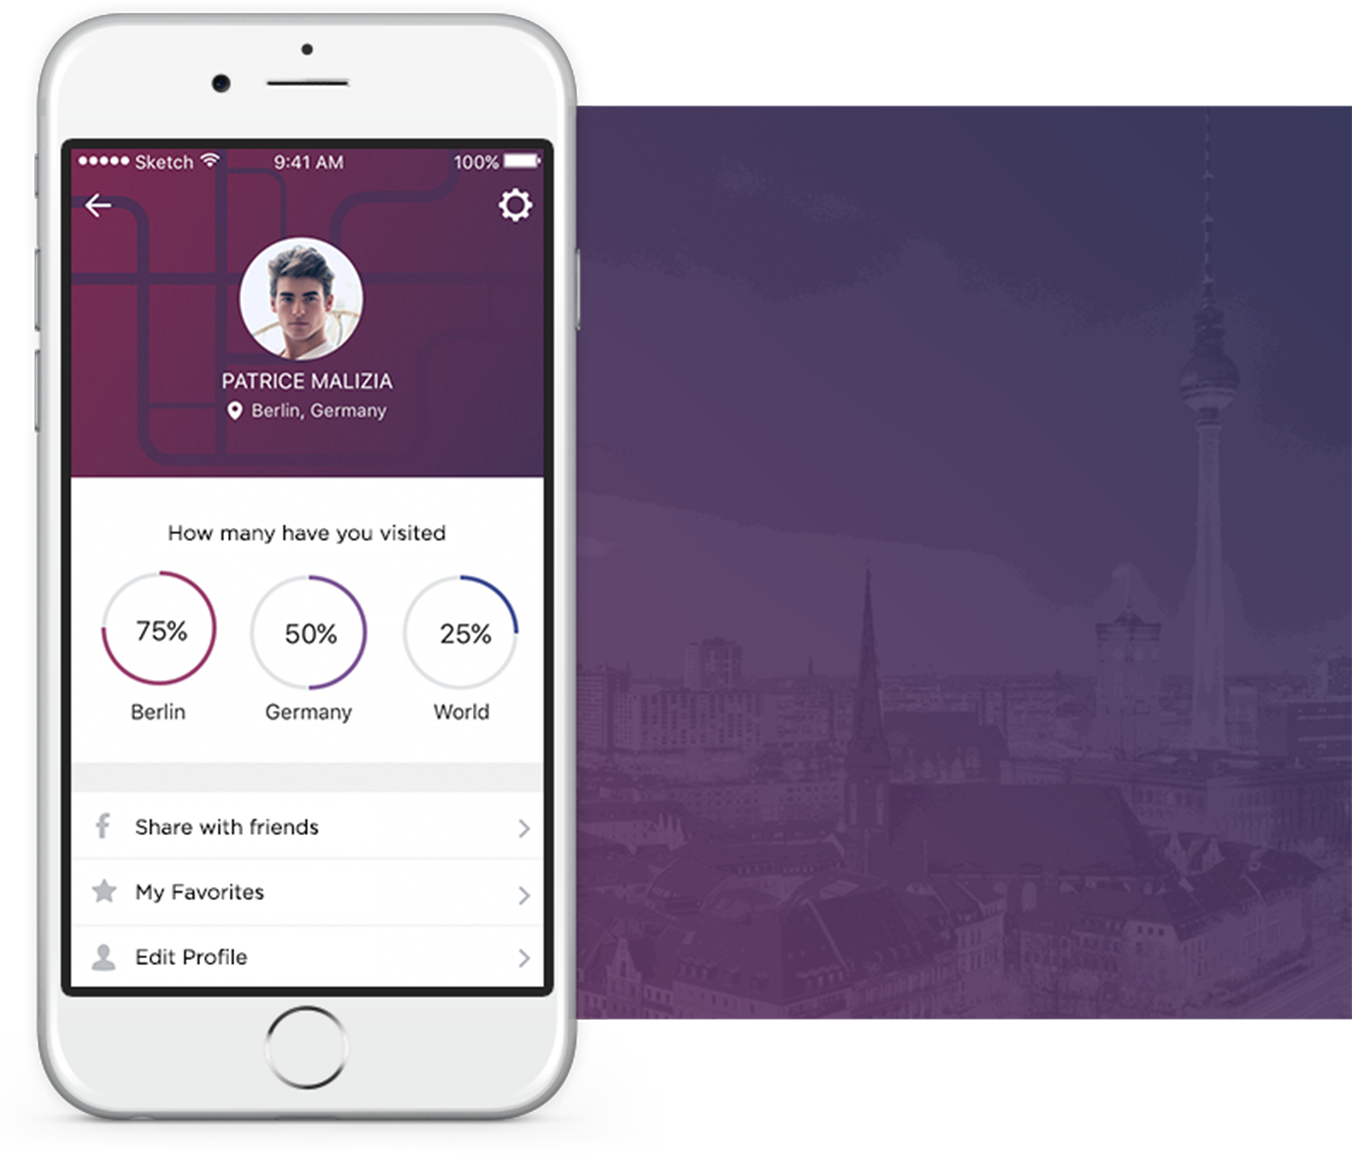 Sketch 9:41 AM 100%
PATRICE MALIZIA
Berlin, Germany
How many have you visited
75% 50% 25%
Berlin Germany World
Share with friends
My Favorites
Edit Profile